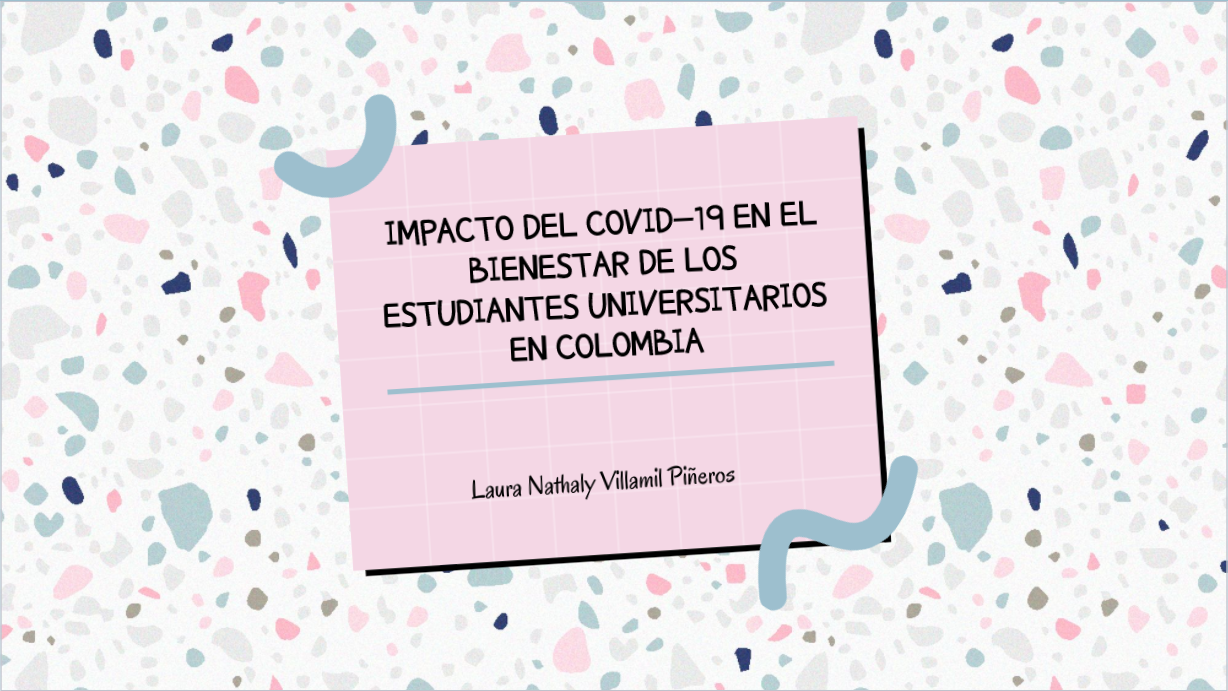 IMPACTO DEL COVID–19 EN EL
BIENESTAR DE LOS
ESTUDIANTES UNIVERSITARIOS
EN COLOMBIA
Laura Nathaly Villamil Piñeros